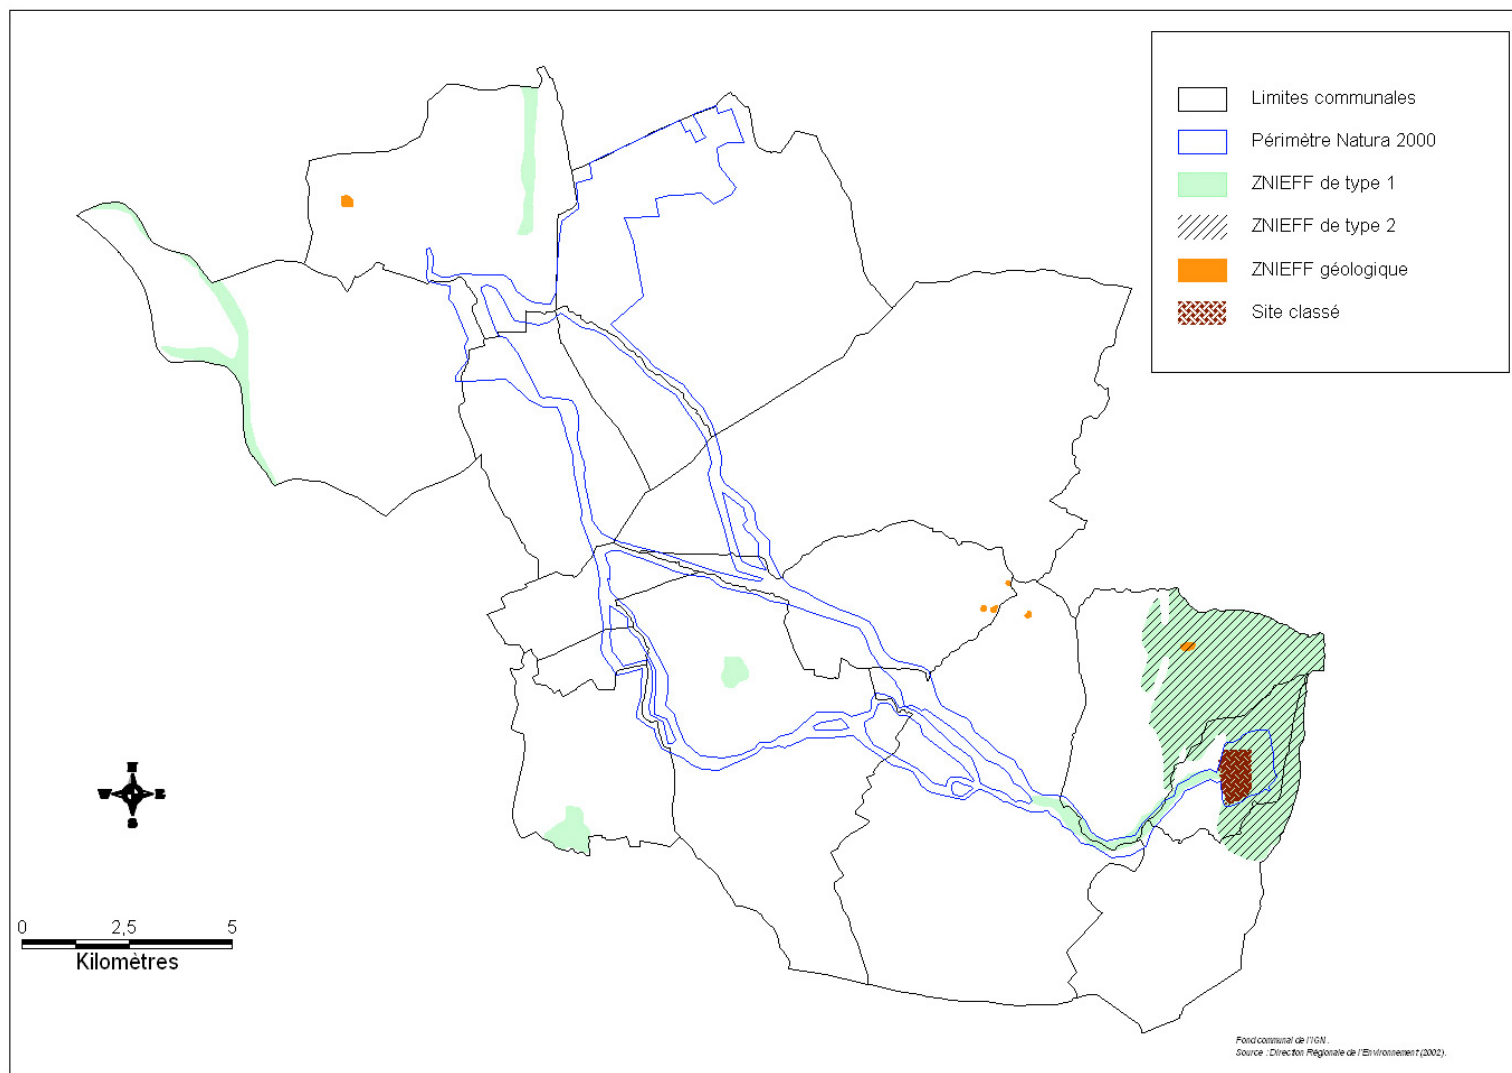 Limites communales
Périmètre Natura 2000
ZNIEFF de type 1
ZNIEFF de type 2
ZNIEFF géologique
Site classé
N
W E
S
0 2,5 5
Kilomètres
Fond communal de l'IGN.
Source : Direction Régionale de l'Environnement (2002).